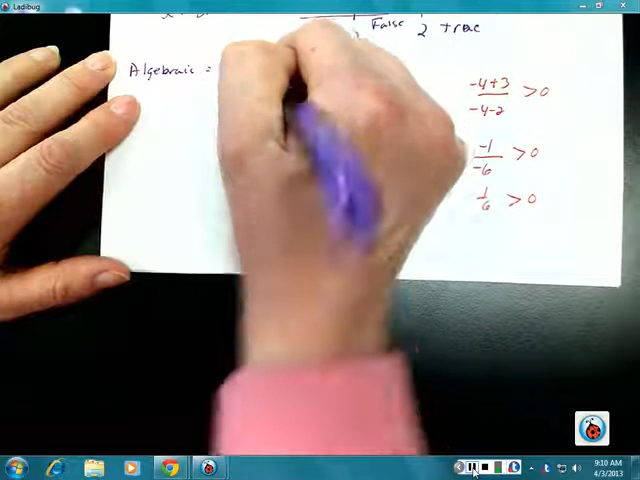 Ladibug
False
2 true
Algebraic =
-4+3 / -4-2 > 0
-1 / -6 > 0
1 / 6 > 0
9:10 AM
4/3/2013